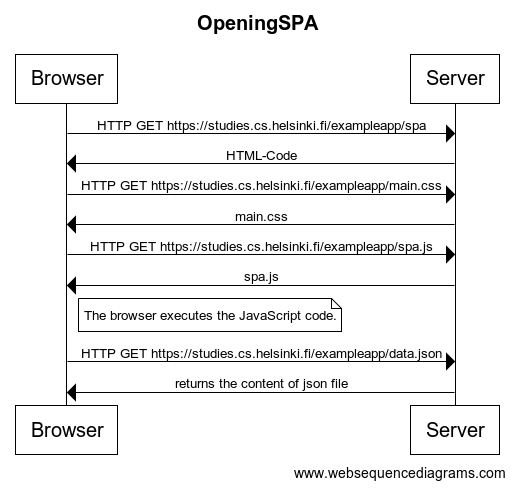 OpeningSPA
Browser
Server
HTTP GET https://studies.cs.helsinki.fi/exampleapp/spa
HTML-Code
HTTP GET https://studies.cs.helsinki.fi/exampleapp/main.css
main.css
HTTP GET https://studies.cs.helsinki.fi/exampleapp/spa.js
spa.js
The browser executes the JavaScript code.
HTTP GET https://studies.cs.helsinki.fi/exampleapp/data.json
returns the content of json file
Browser
Server
www.websequencediagrams.com